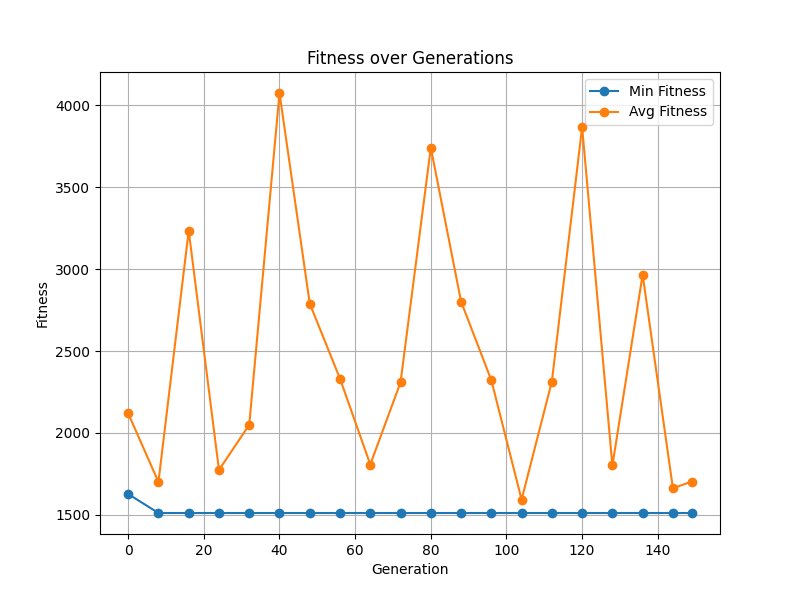 Fitness over Generations
Min Fitness
Avg Fitness
4000
3500
3000
2500
2000
1500
Fitness
0 20 40 60 80 100 120 140
Generation